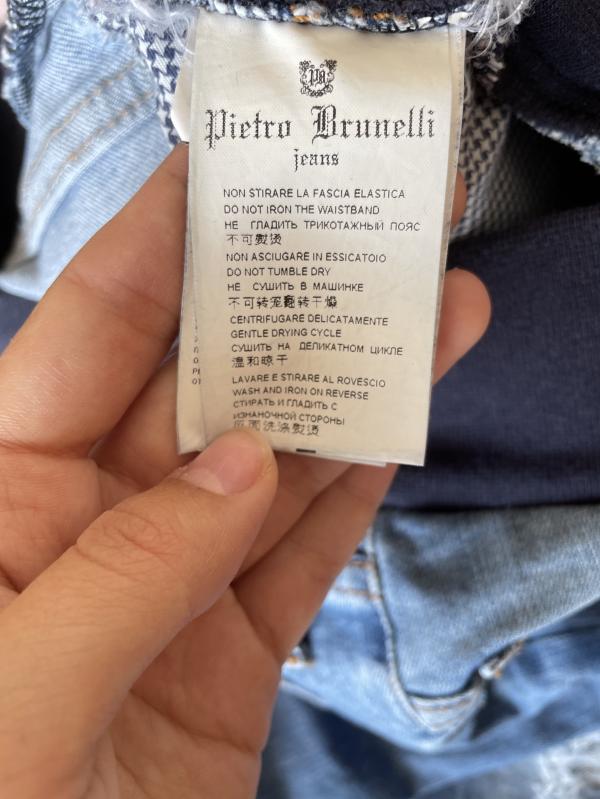 PB
Pietro Brunelli
jeans
NON STIRARE LA FASCIA ELASTICA
DO NOT IRON THE WAISTBAND
НЕ ГЛАДИТЬ ТРИКОТАЖНЫЙ ПОЯС
不可熨烫
NON ASCIUGARE IN ESSICATOIO
DO NOT TUMBLE DRY
НЕ СУШИТЬ В МАШИНКЕ
不可转笼翻转干燥
CENTRIFUGARE DELICATAMENTE
GENTLE DRYING CYCLE
СУШИТЬ НА ДЕЛИКАТНОМ ЦИКЛЕ
温和晾干
LAVARE E STIRARE AL ROVESCIO
WASH AND IRON ON REVERSE
СТИРАТЬ И ГЛАДИТЬ С
ИЗНАНОЧНОЙ СТОРОНЫ
反面洗涤熨烫